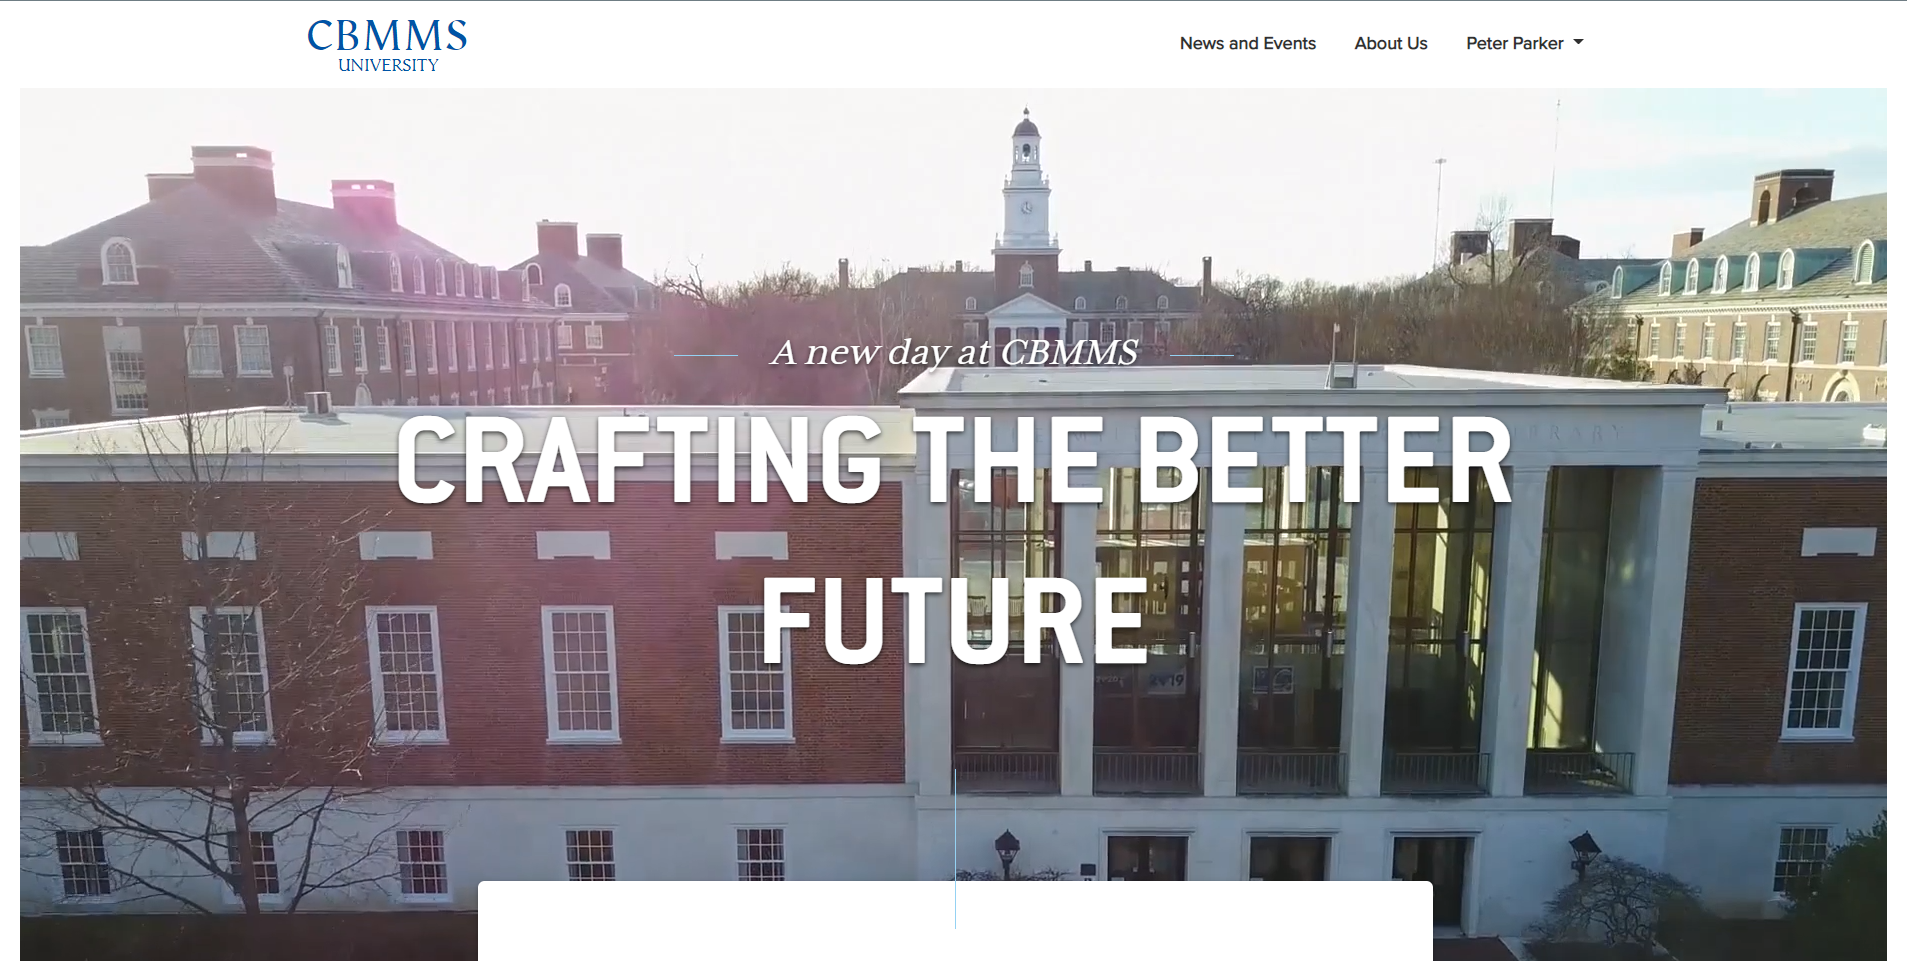 CBMMS
UNIVERSITY
News and Events
About Us
Peter Parker
A new day at CBMMS
CRAFTING THE BETTER
FUTURE